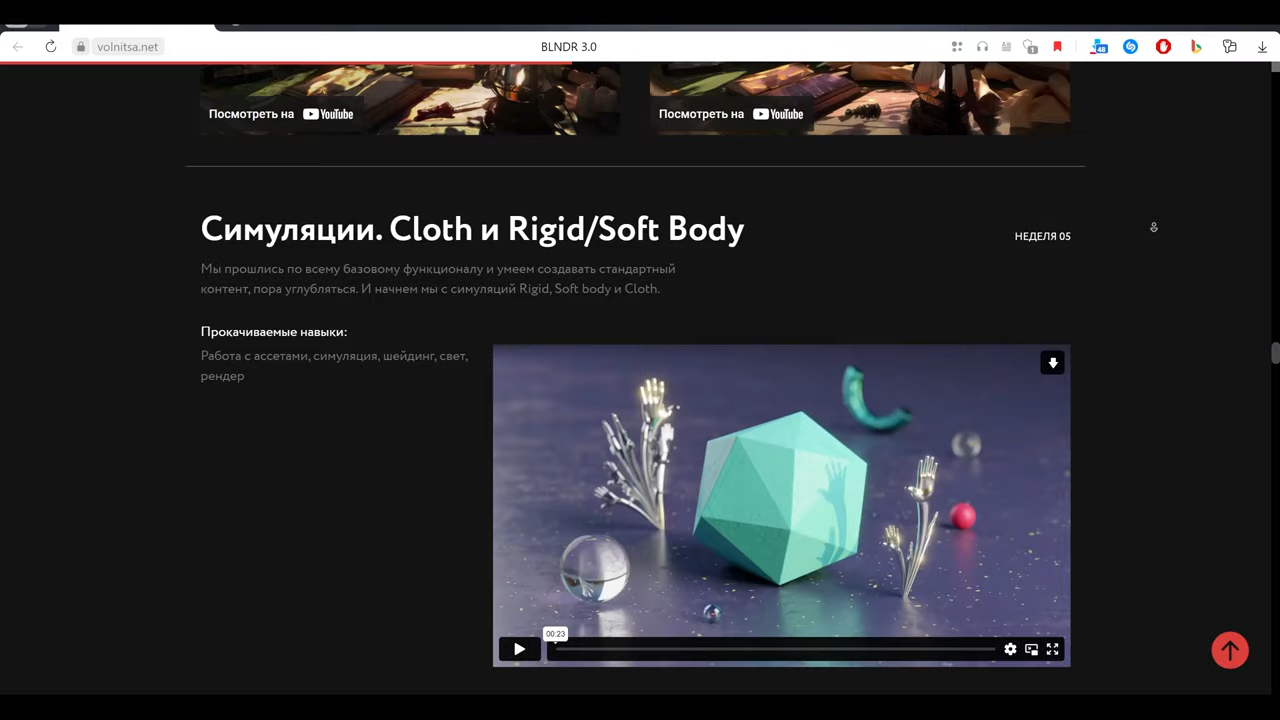 volnitsa.net
BLNDR 3.0
1
48
Посмотреть на YouTube
Посмотреть на YouTube
Симуляции. Cloth и Rigid/Soft Body
НЕДЕЛЯ 05
Мы прошлись по всему базовому функционалу и умеем создавать стандартный
контент, пора углубляться. И начнем мы с симуляций Rigid, Soft body и Cloth.
Прокачиваемые навыки:
Работа с ассетами, симуляция, шейдинг, свет,
рендер
00:23